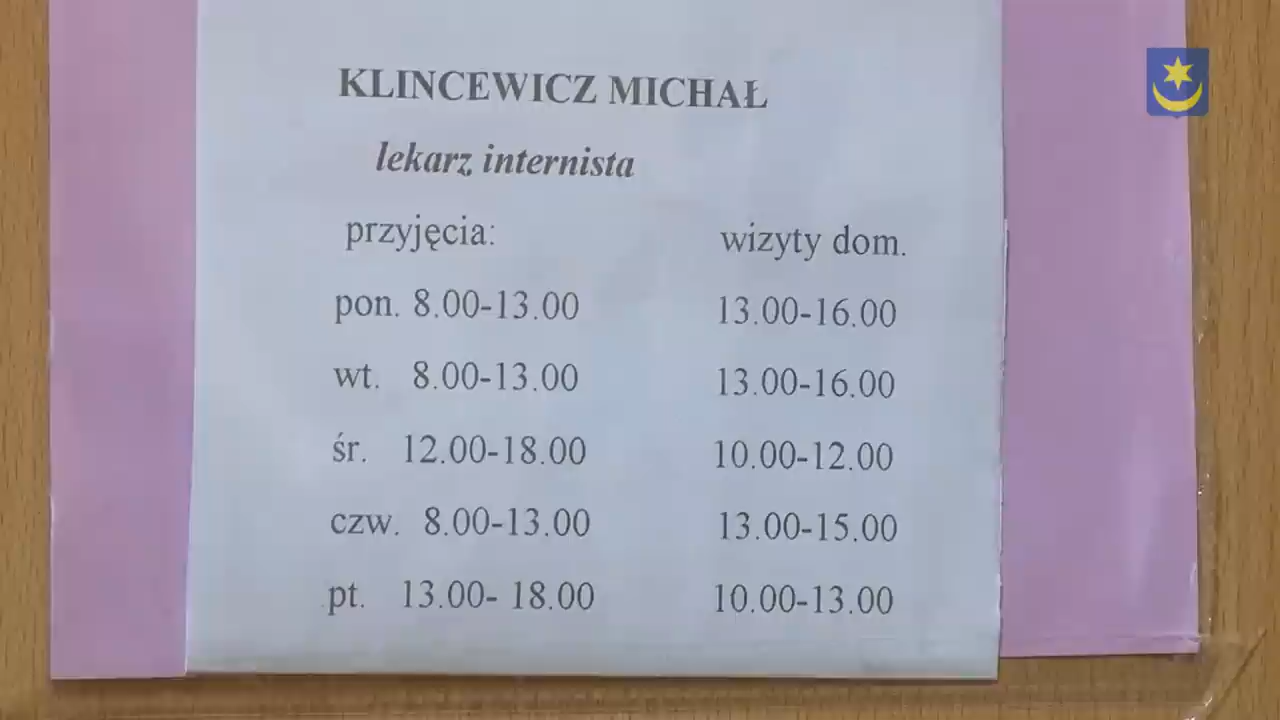 KLINCEWICZ MICHAŁ
lekarz internista
przyjęcia: wizyty dom.
pon. 8.00-13.00 13.00-16.00
wt. 8.00-13.00 13.00-16.00
śr. 12.00-18.00 10.00-12.00
czw. 8.00-13.00 13.00-15.00
pt. 13.00- 18.00 10.00-13.00